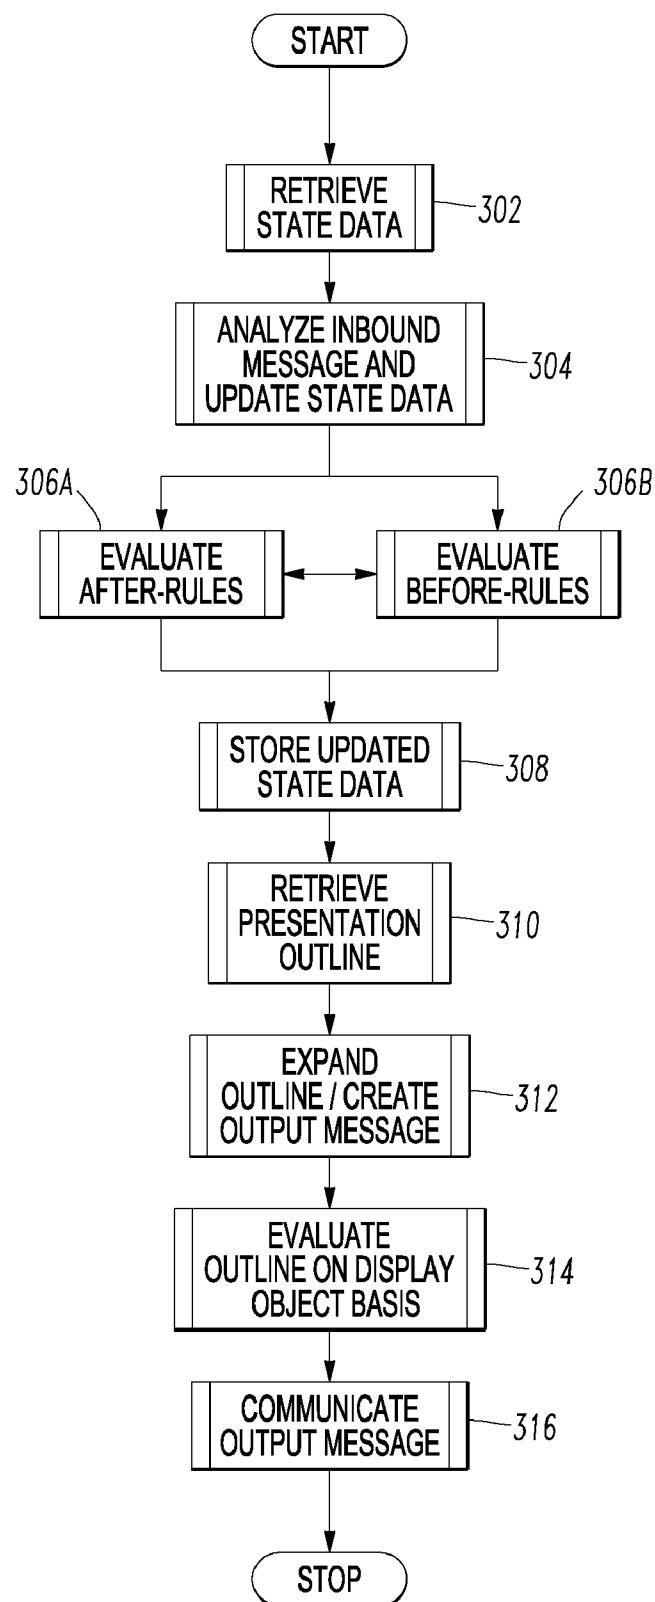 START
RETRIEVE
STATE DATA
302
ANALYZE INBOUND
MESSAGE AND
UPDATE STATE DATA
304
306A
306B
EVALUATE
AFTER-RULES
EVALUATE
BEFORE-RULES
STORE UPDATED
STATE DATA
308
RETRIEVE
PRESENTATION
OUTLINE
310
EXPAND
OUTLINE / CREATE
OUTPUT MESSAGE
312
EVALUATE
OUTLINE ON DISPLAY
OBJECT BASIS
314
COMMUNICATE
OUTPUT MESSAGE
316
STOP